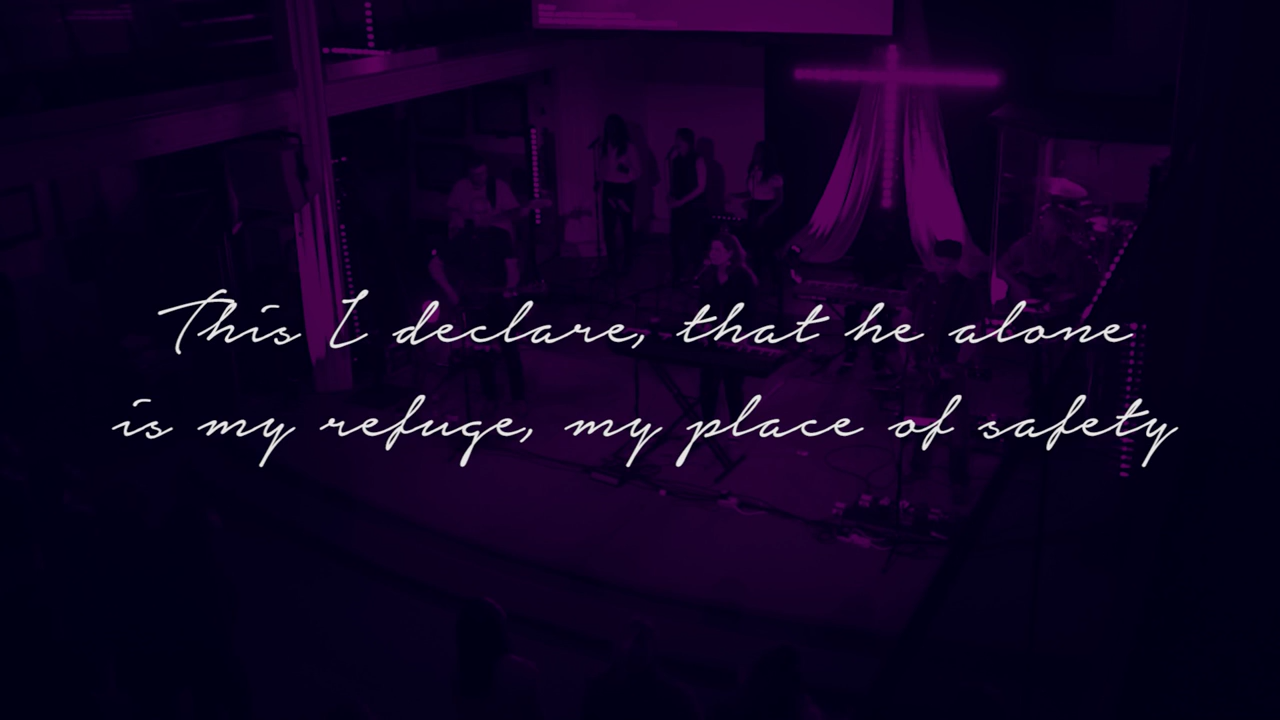 This I declare, that he alone
is my refuge, my place of safety